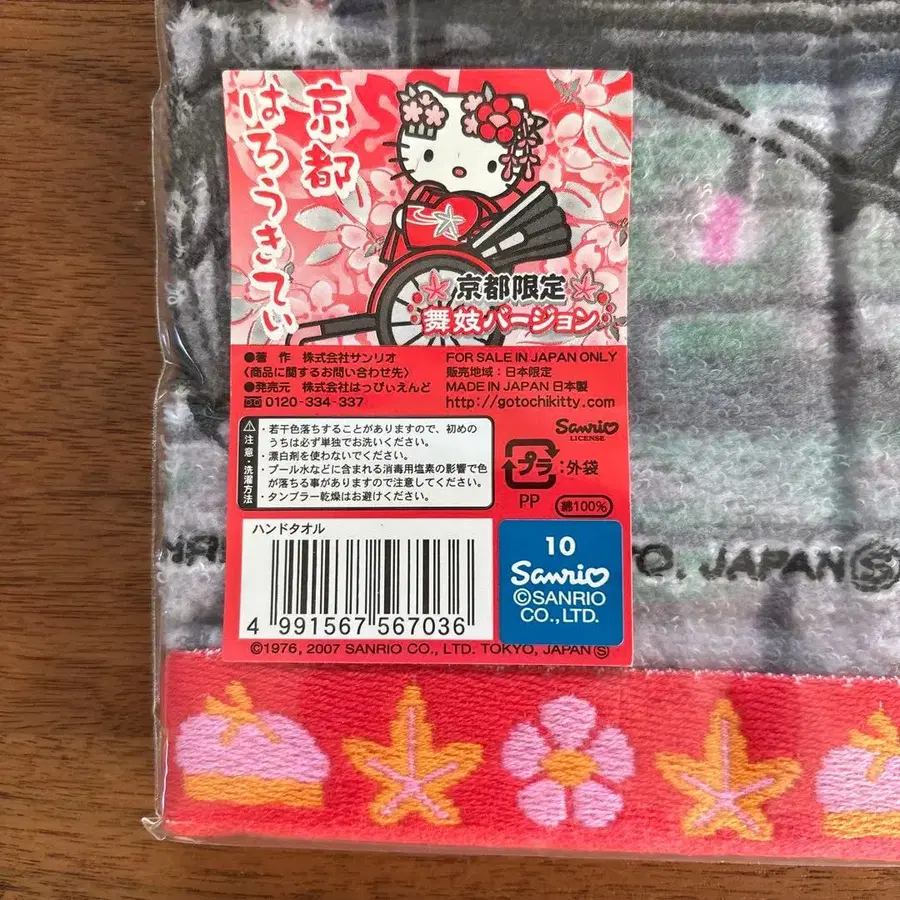 京都
はろうきてぃ
京都限定
舞妓バージョン
●著 作 株式会社サンリオ
〈商品に関するお問い合わせ先〉
●発売元 株式会社はっぴぃえんど
0120-334-337
FOR SALE IN JAPAN ONLY
販売地域：日本限定
MADE IN JAPAN 日本製
http://gotochikitty.com
注意・洗濯方法
・若干色落ちすることがありますので、初めの
うちは必ず単独でお洗いください。
・漂白剤を使わないでください。
・プール水などに含まれる消毒用塩素の影響で色
が落ちる事がありますので注意してください。
・タンブラー乾燥はお避けください。
Sanrio
LICENSE
プラ：外袋
PP
綿100%
ハンドタオル
4 991567 567036
10
Sanrio
©SANRIO
CO.,LTD.
©1976, 2007 SANRIO CO., LTD. TOKYO, JAPAN Ⓢ
JAPAN Ⓢ